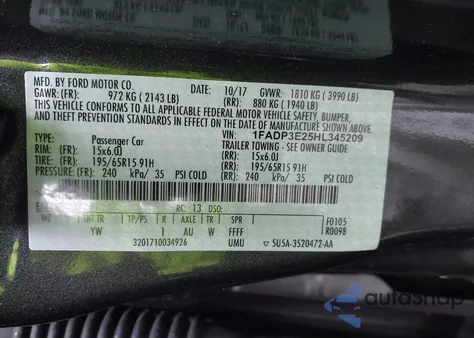 MFD. BY FORD MOTOR CO. 10/17 GVWR: 1810 KG ( 3990 LB)
GAWR: (FR): 972 KG ( 2143 LB) (RR): 880 KG ( 1940 LB)
THIS VEHICLE CONFORMS TO ALL APPLICABLE FEDERAL MOTOR VEHICLE SAFETY, BUMPER,
AND THEFT PREVENTION STANDARDS IN EFFECT ON THE DATE OF MANUFACTURE SHOWN ABOVE.
VIN: 1FADP3E25HL345209
TYPE: Passenger Car TRAILER TOWING - SEE OWNER GUIDE
RIM: (FR): 15x6.0J (RR): 15x6.0J
TIRE: (FR): 195/65R15 91H (RR): 195/65R15 91H
PRESSURE: (FR): 240 kPa/ 35 PSI COLD (RR): 240 kPa/ 35 PSI COLD
RC: 13 DSO:
WB INT TR TP/PS R AXLE TR SPR F0105
YW 1 AU W FFFF R0098
3201710034926 UMU 5U5A-3520472-AA
autosnap